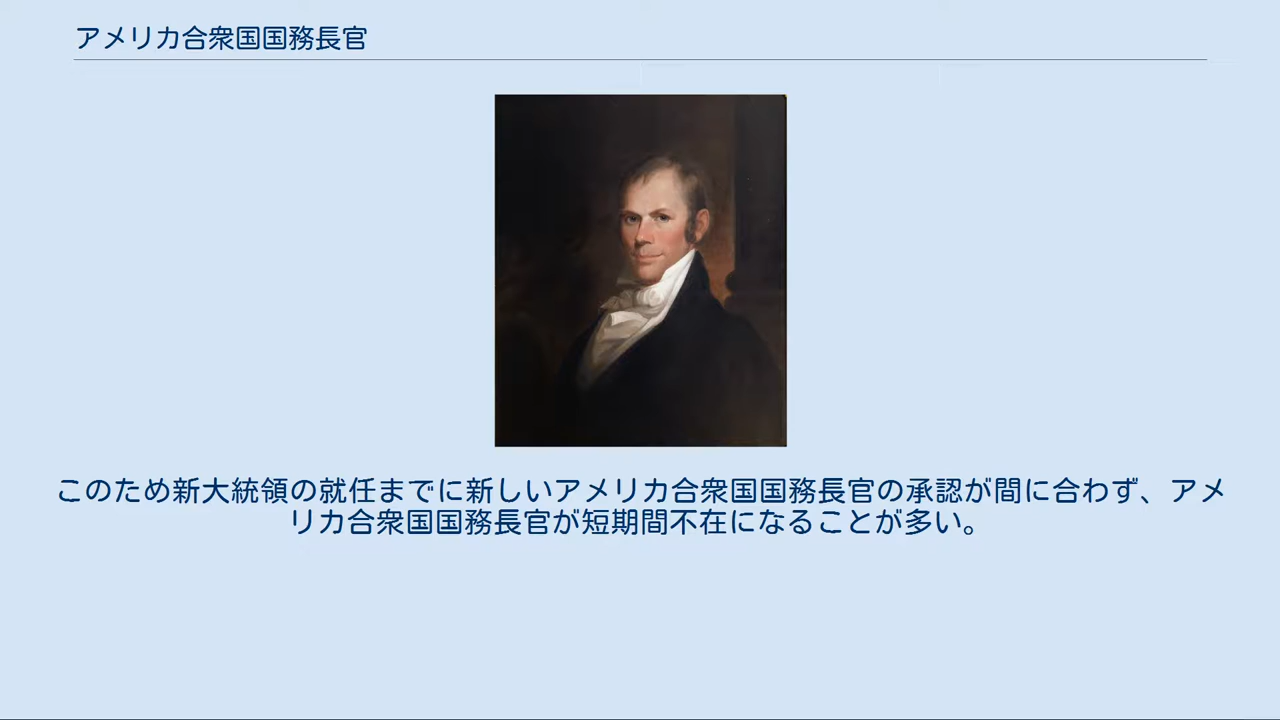 アメリカ合衆国国務長官
このため新大統領の就任までに新しいアメリカ合衆国国務長官の承認が間に合わず、アメ
リカ合衆国国務長官が短期間不在になることが多い。